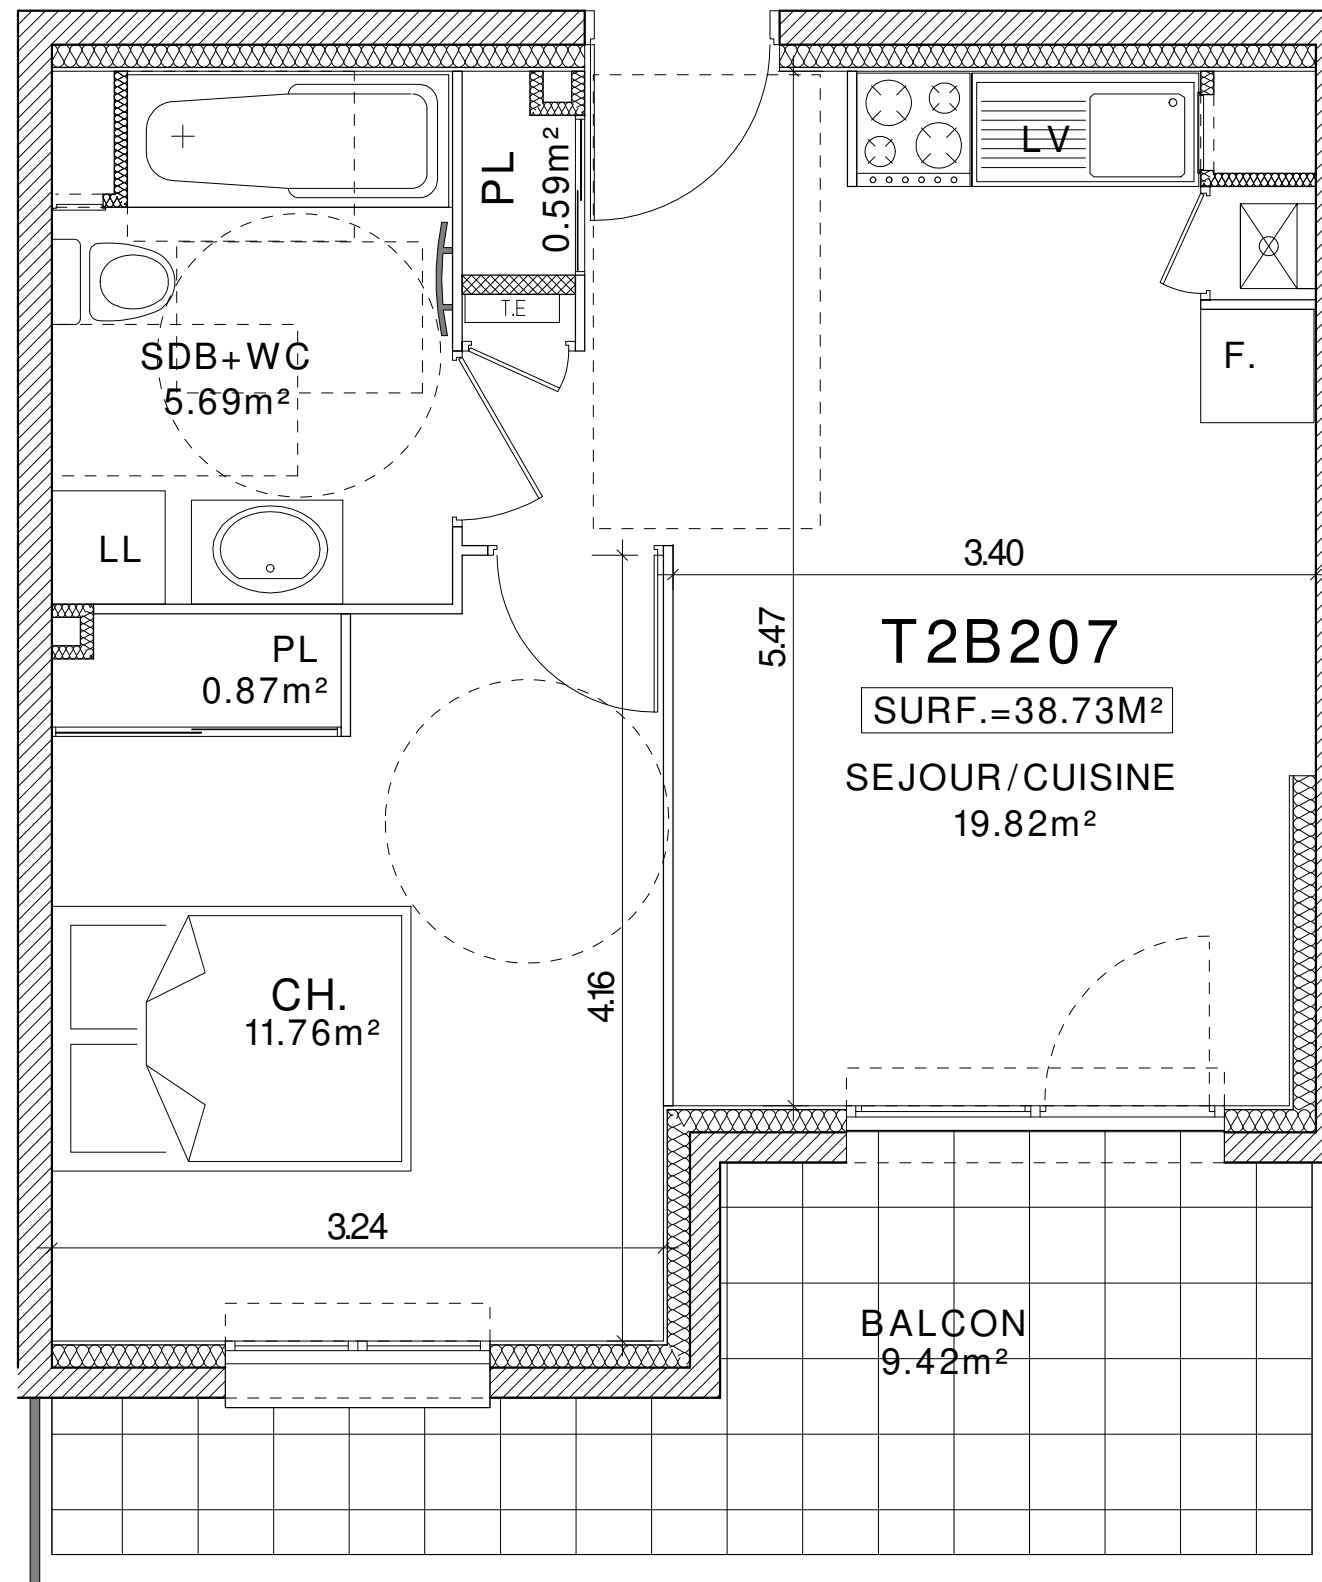 PL
0.59m²
LV
T.E
SDB+WC
5.69m²
F.
LL
3.40
5.47
T2B207
SURF.=38.73M²
PL
0.87m²
SEJOUR/CUISINE
19.82m²
CH.
11.76m²
4.16
3.24
BALCON
9.42m²